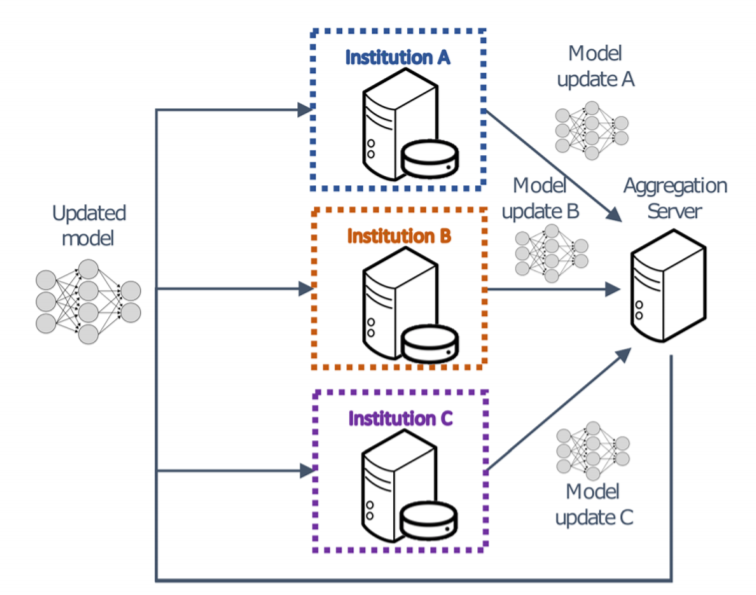 Institution A
Model
update A
Updated
model
Institution B
Model
update B
Aggregation
Server
Institution C
Model
update C